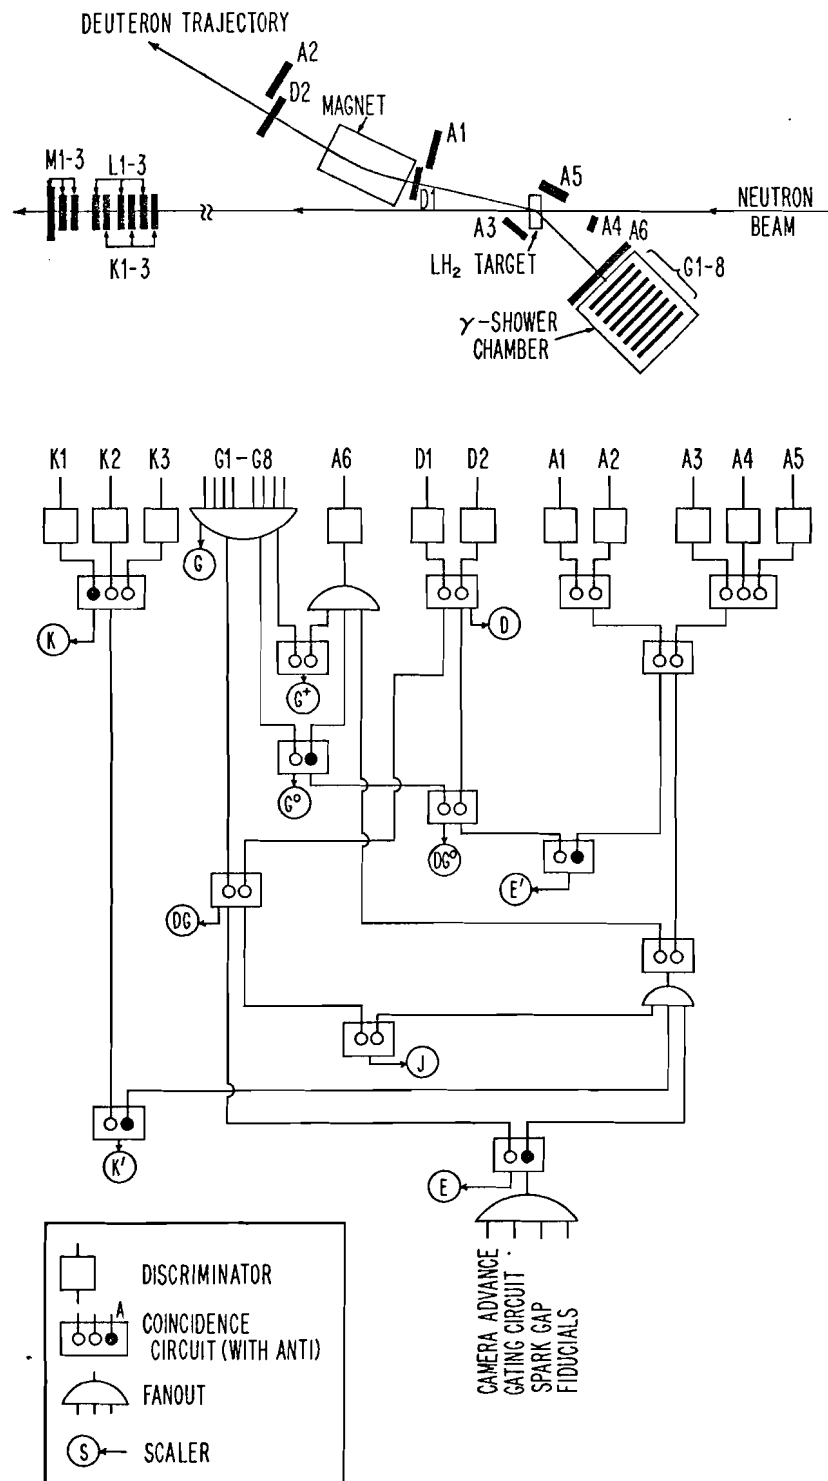 DEUTERON TRAJECTORY
A2
D2
MAGNET
A1
M1-3
L1-3
A5
D1
NEUTRON
BEAM
A3
A4
A6
K1-3
LH₂ TARGET
G1-8
γ-SHOWER
CHAMBER
K1
K2
K3
G1-G8
A6
D1
D2
A1
A2
A3
A4
A5
G
K
D
G⁺
G⁰
DG⁰
E'
DG
J
K'
E
CAMERA ADVANCE
GATING CIRCUIT
SPARK GAP
FIDUCIALS
DISCRIMINATOR
A
COINCIDENCE
CIRCUIT (WITH ANTI)
FANOUT
S
SCALER